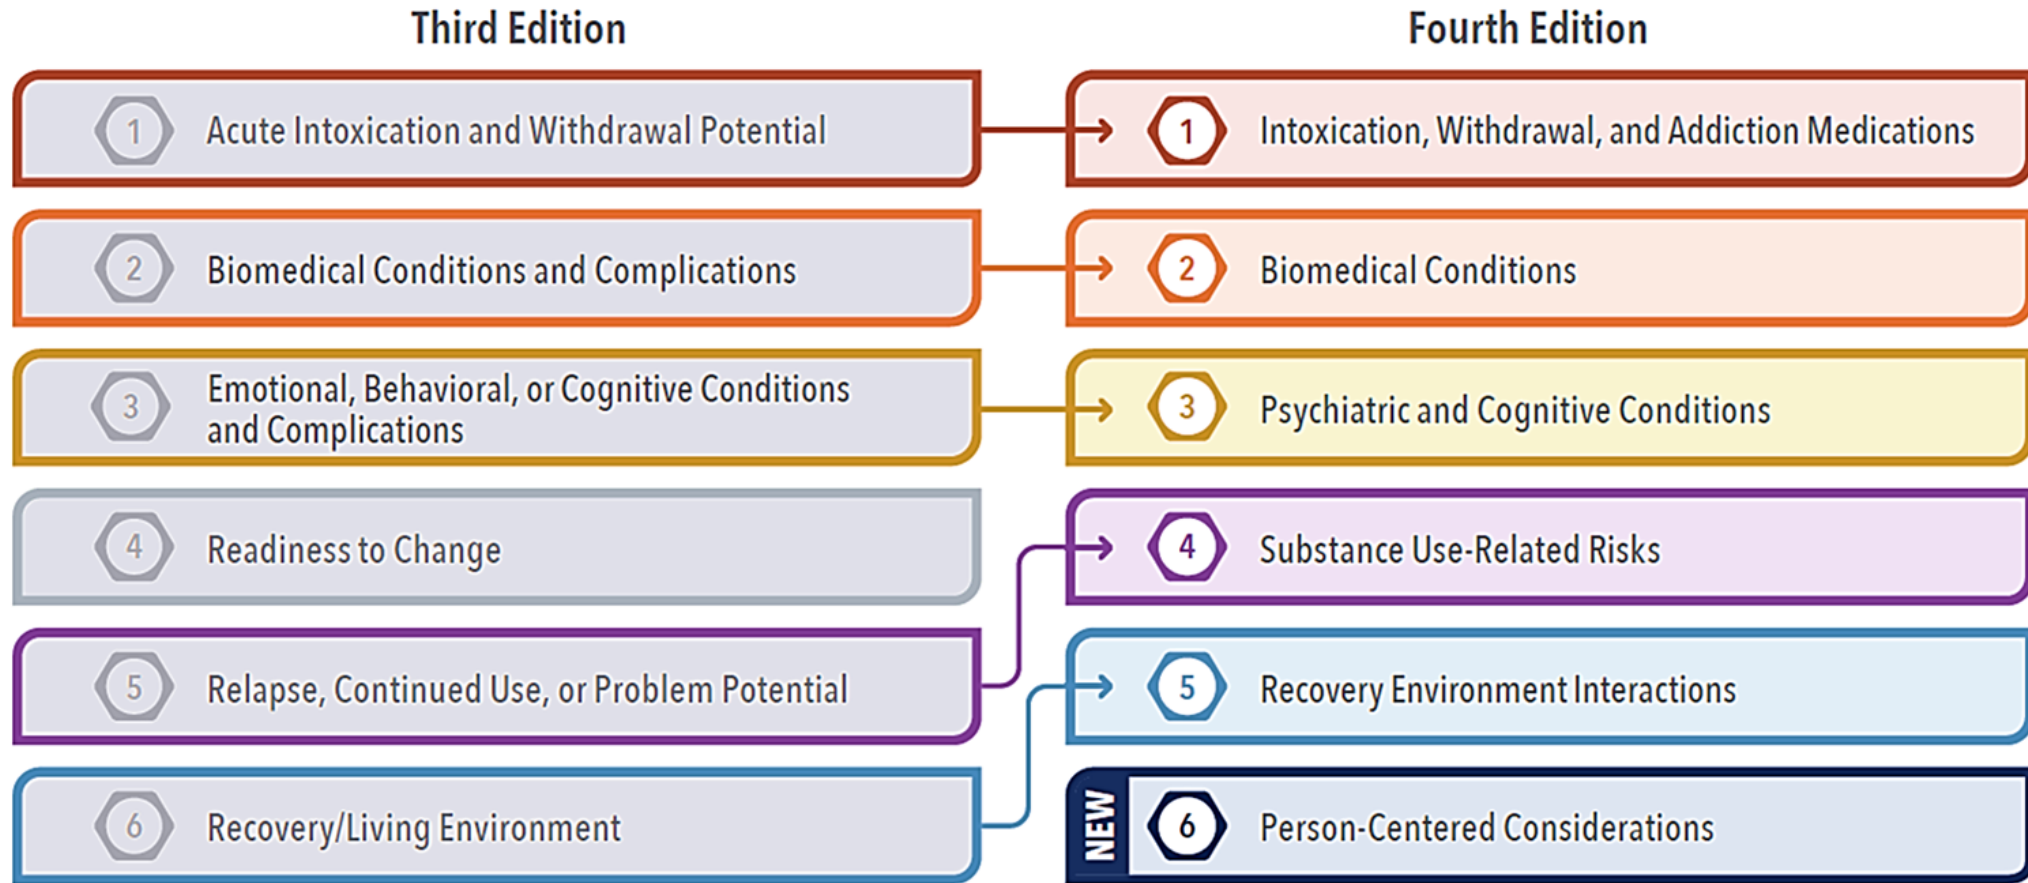 Third Edition
Fourth Edition
1 Acute Intoxication and Withdrawal Potential
1 Intoxication, Withdrawal, and Addiction Medications
2 Biomedical Conditions and Complications
2 Biomedical Conditions
3 Emotional, Behavioral, or Cognitive Conditions
and Complications
3 Psychiatric and Cognitive Conditions
4 Readiness to Change
4 Substance Use-Related Risks
5 Relapse, Continued Use, or Problem Potential
5 Recovery Environment Interactions
6 Recovery/Living Environment
NEW
6 Person-Centered Considerations